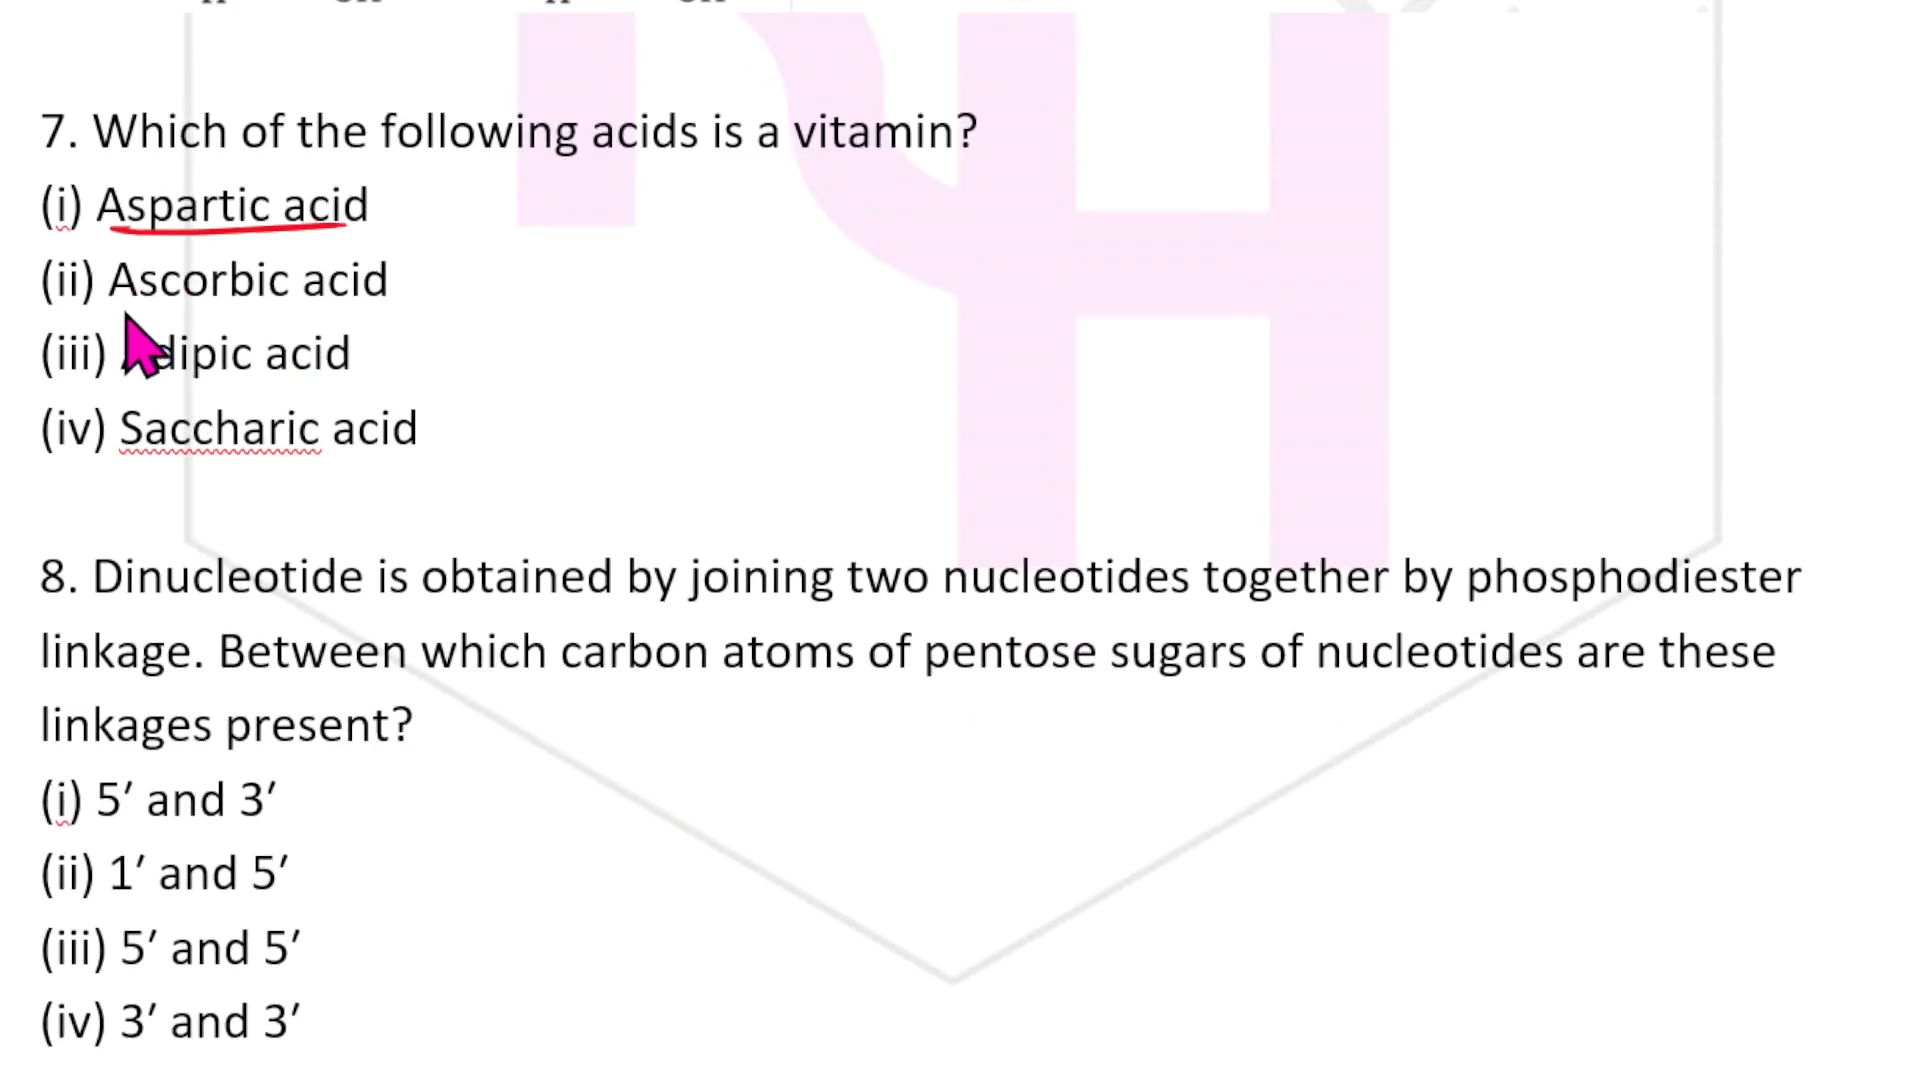 7. Which of the following acids is a vitamin?
(i) Aspartic acid
(ii) Ascorbic acid
(iii) Adipic acid
(iv) Saccharic acid
8. Dinucleotide is obtained by joining two nucleotides together by phosphodiester
linkage. Between which carbon atoms of pentose sugars of nucleotides are these
linkages present?
(i) 5′ and 3′
(ii) 1′ and 5′
(iii) 5′ and 5′
(iv) 3′ and 3′